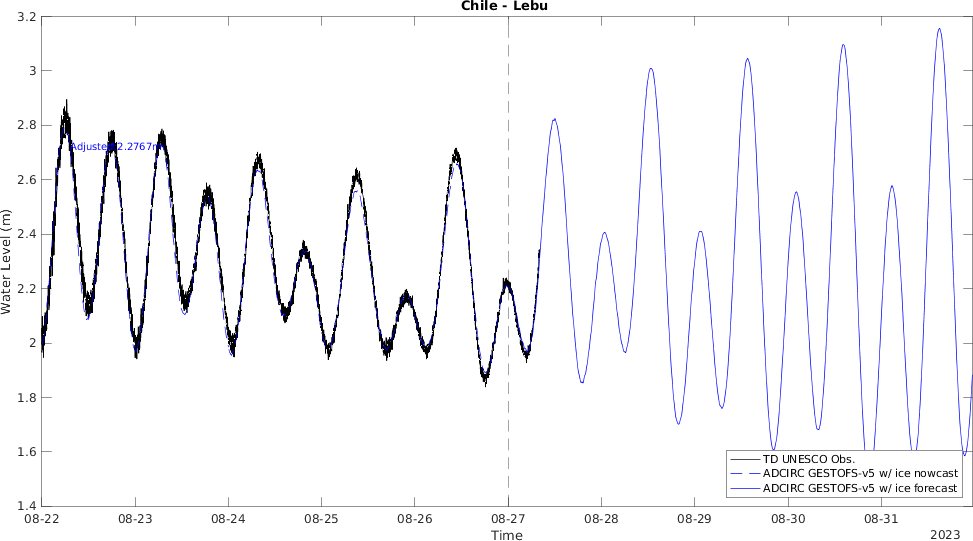 Chile - Lebu
3.2
3
2.8
2.6
2.4
2.2
2
1.8
1.6
1.4
Water Level (m)
Adjusted 2.2767m
TD UNESCO Obs.
ADCIRC GESTOFS-v5 w/ ice nowcast
ADCIRC GESTOFS-v5 w/ ice forecast
08-22 08-23 08-24 08-25 08-26 08-27 08-28 08-29 08-30 08-31
Time
2023